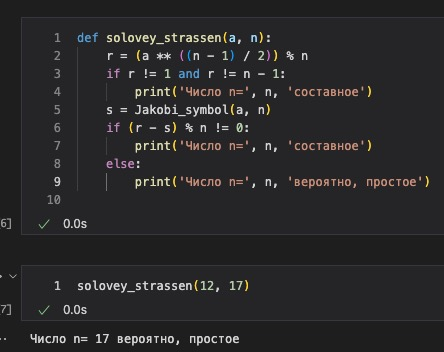 1 def solovey_strassen(a, n):
2 r = (a ** ((n - 1) / 2)) % n
3 if r != 1 and r != n - 1:
4 print('Число n=', n, 'составное')
5 s = Jakobi_symbol(a, n)
6 if (r - s) % n != 0:
7 print('Число n=', n, 'составное')
8 else:
9 print('Число n=', n, 'вероятно, простое')
10
6] ✓ 0.0s
1 solovey_strassen(12, 17)
7] ✓ 0.0s
Число n= 17 вероятно, простое